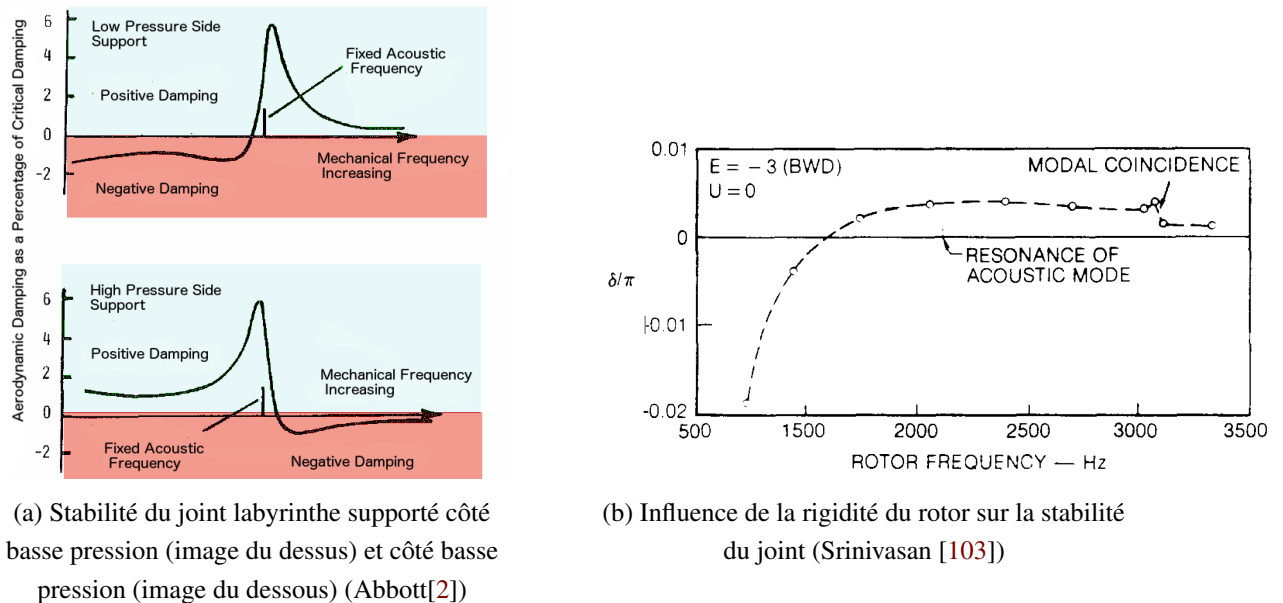 Aerodynamic Damping as a Percentage of Critical Damping
6
4
2
0
-2
Low Pressure Side
Support
Fixed Acoustic
Frequency
Positive Damping
Mechanical Frequency
Increasing
Negative Damping
6
4
2
0
-2
High Pressure Side
Support
Positive Damping
Mechanical Frequency
Increasing
Fixed Acoustic
Frequency
Negative Damping
(a) Stabilité du joint labyrinthe supporté côté
basse pression (image du dessus) et côté basse
pression (image du dessous) (Abbott[2])
0.01
0
-0.01
-0.02
δ/π
E = -3 (BWD)
U = 0
MODAL COINCIDENCE
RESONANCE OF
ACOUSTIC MODE
500
1500
2000
2500
3000
3500
ROTOR FREQUENCY — Hz
(b) Influence de la rigidité du rotor sur la stabilité
du joint (Srinivasan [103])